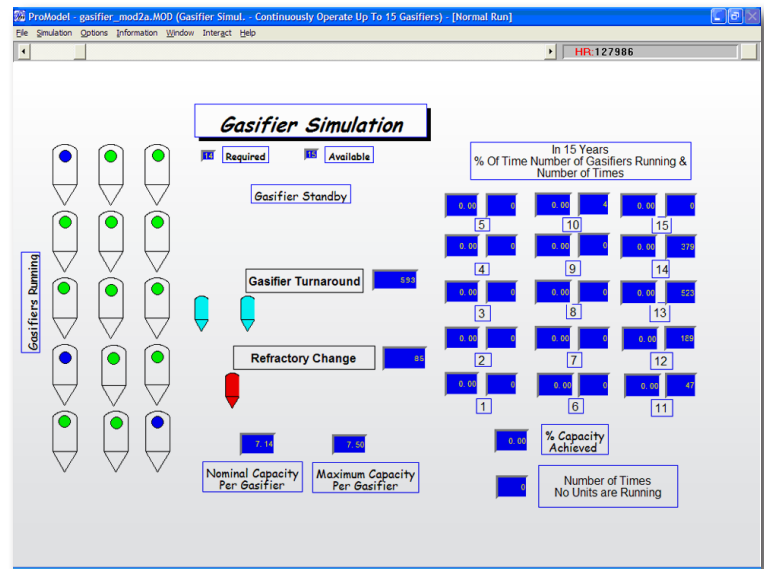 ProModel - gasifier_mod2a.MOD (Gasifier Simul. - Continuously Operate Up To 15 Gasifiers) - [Normal Run]
File Simulation Options Information Window Interact Help
HR:127986
Gasifier Simulation
14 Required 15 Available
Gasifier Standby
Gasifiers Running
Gasifier Turnaround 593
Refractory Change 85
7.14 7.50
Nominal Capacity
Per Gasifier
Maximum Capacity
Per Gasifier
In 15 Years
% Of Time Number of Gasifiers Running &
Number of Times
0.00 0 0.00 4 0.00 0
5 10 15
0.00 0 0.00 0 0.00 379
4 9 14
0.00 0 0.00 0 0.00 523
3 8 13
0.00 0 0.00 0 0.00 189
2 7 12
0.00 0 0.00 0 0.00 47
1 6 11
0.00 % Capacity
Achieved
0 Number of Times
No Units are Running